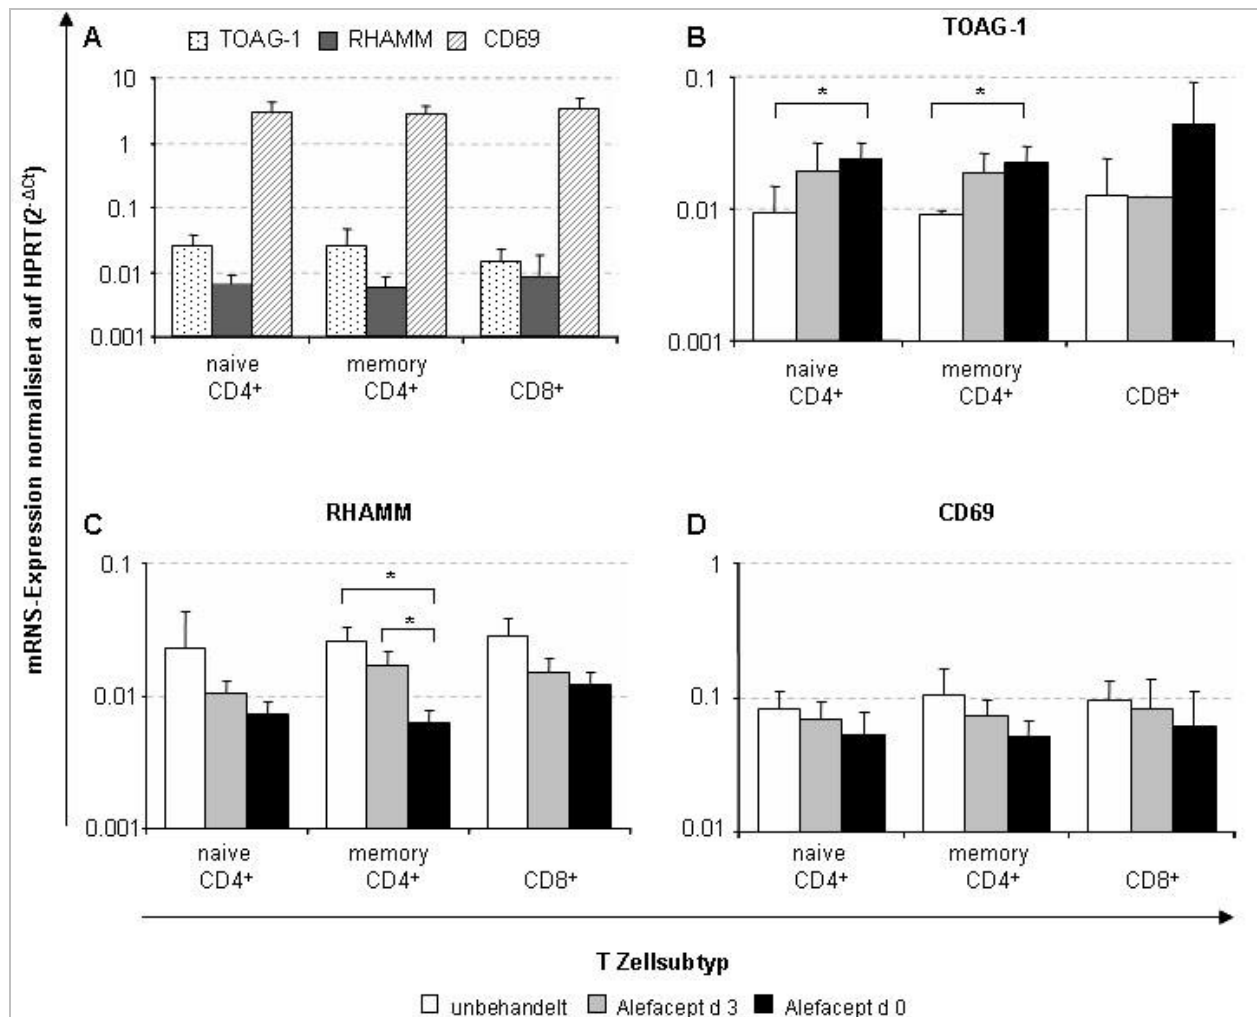 mRNS-Expression normalisiert auf HPRT(2^-ΔCt)
A
TOAG-1 RHAMM CD69
10
1
0.1
0.01
0.001
naive CD4+
memory CD4+
CD8+
B
TOAG-1
0.1
0.01
0.001
*
*
naive CD4+
memory CD4+
CD8+
C
RHAMM
0.1
0.01
0.001
*
*
naive CD4+
memory CD4+
CD8+
D
CD69
1
0.1
0.01
naive CD4+
memory CD4+
CD8+
T Zellsubtyp
unbehandelt Alefacept d 3 Alefacept d 0